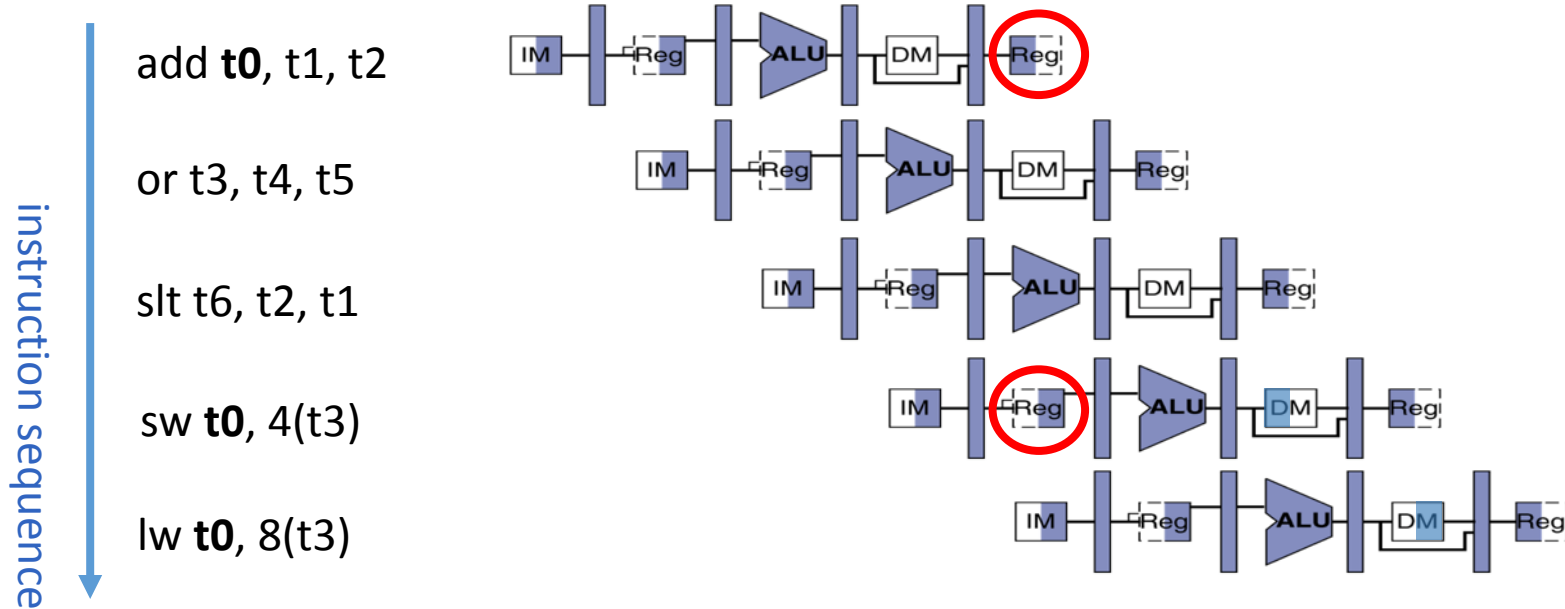 instruction sequence
add t0, t1, t2
IM Reg ALU DM Reg
or t3, t4, t5
IM Reg ALU DM Reg
slt t6, t2, t1
IM Reg ALU DM Reg
sw t0, 4(t3)
IM Reg ALU DM Reg
lw t0, 8(t3)
IM Reg ALU DM Reg